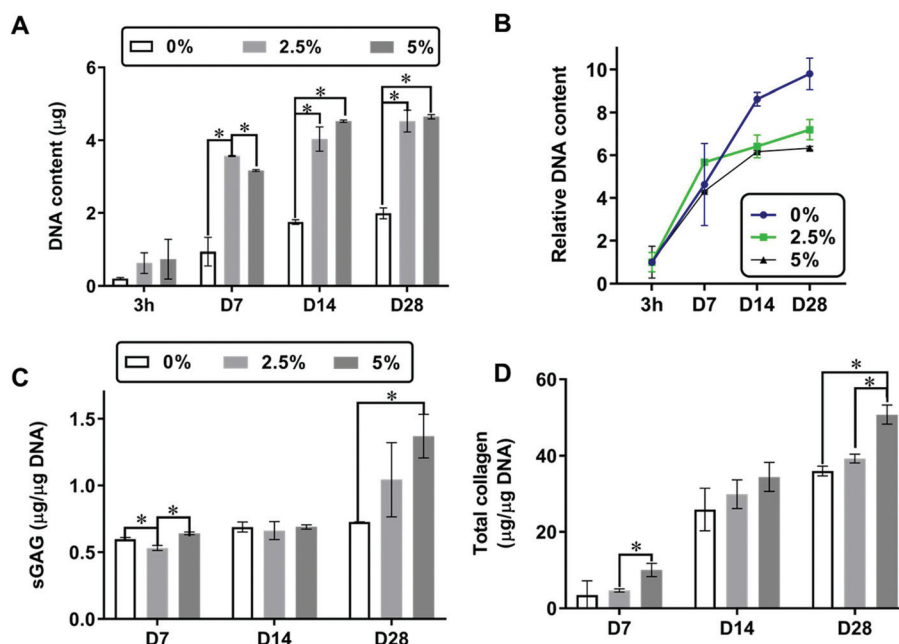 A
0% 2.5% 5%
DNA content (μg)
6
4
2
0
* *
*
*
*
*
3h D7 D14 D28
B
Relative DNA content
10
8
6
4
2
0
0%
2.5%
5%
3h D7 D14 D28
C
0% 2.5% 5%
sGAG (μg/μg DNA)
1.5
1.0
0.5
0.0
* *
*
D7 D14 D28
D
Total collagen
(μg/μg DNA)
60
40
20
0
*
*
*
D7 D14 D28